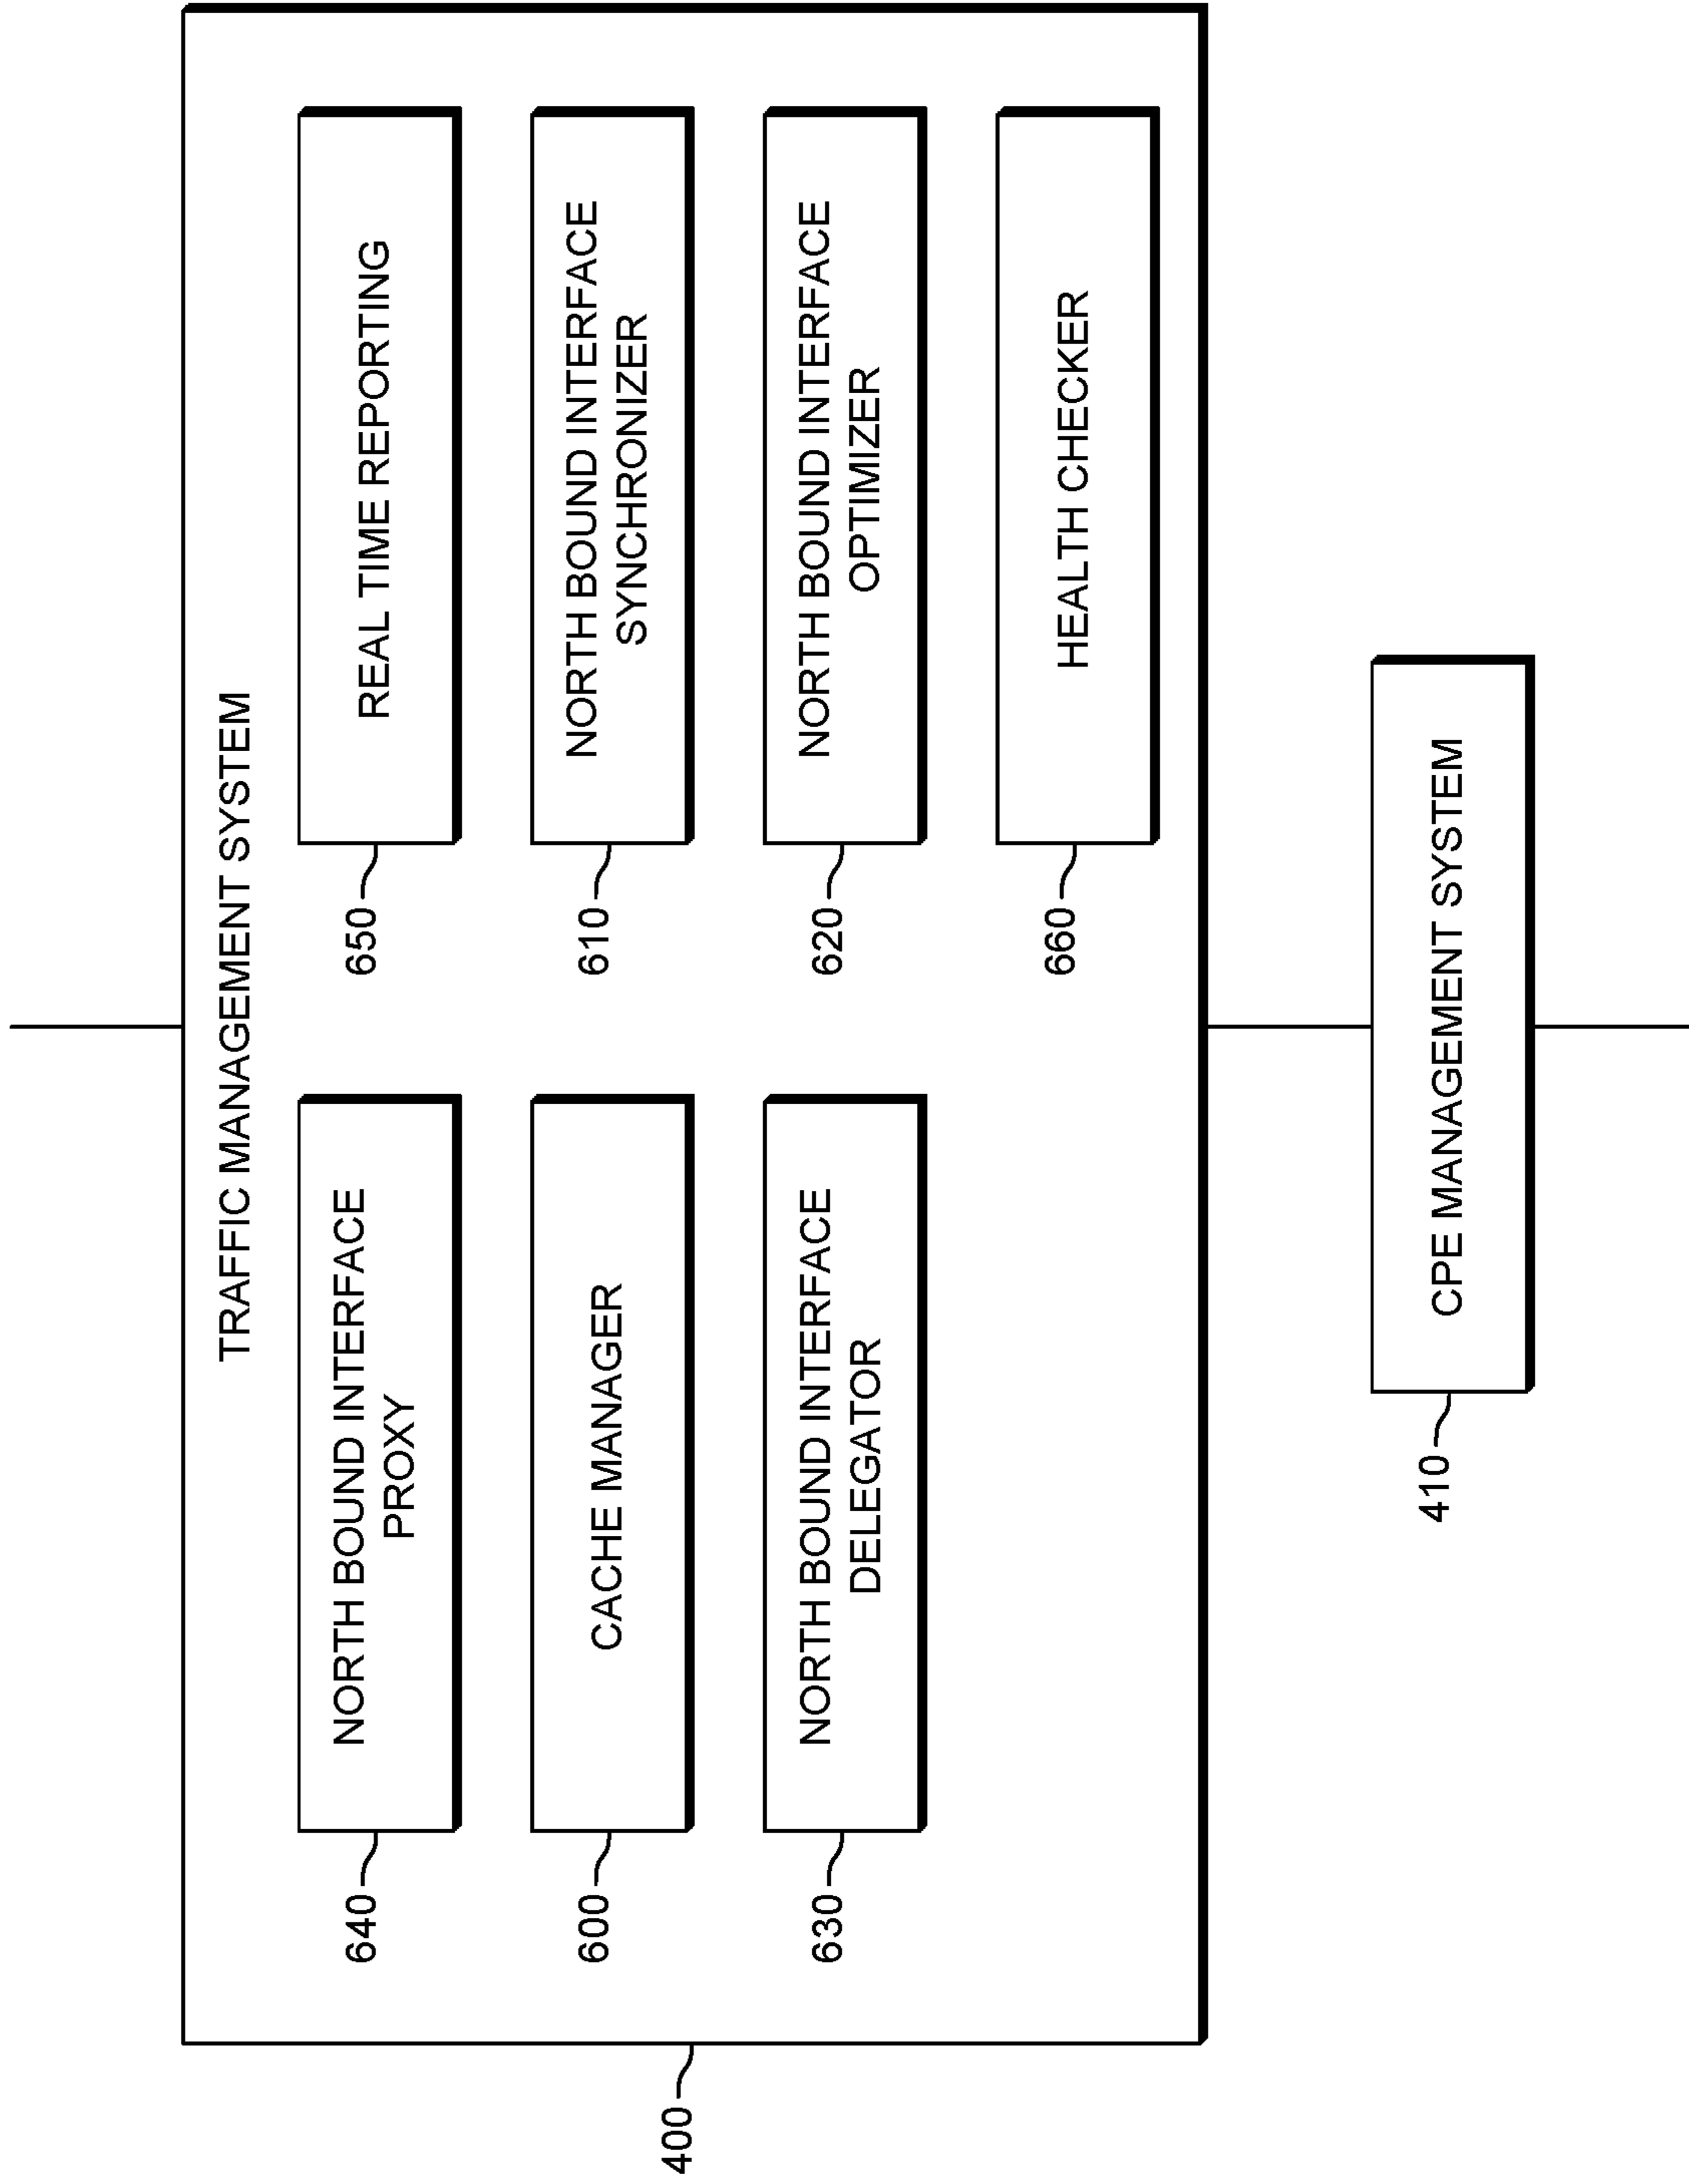 TRAFFIC MANAGEMENT SYSTEM
400
640
NORTH BOUND INTERFACE
PROXY
650
REAL TIME REPORTING
600
CACHE MANAGER
610
NORTH BOUND INTERFACE
SYNCHRONIZER
630
NORTH BOUND INTERFACE
DELEGATOR
620
NORTH BOUND INTERFACE
OPTIMIZER
660
HEALTH CHECKER
410
CPE MANAGEMENT SYSTEM